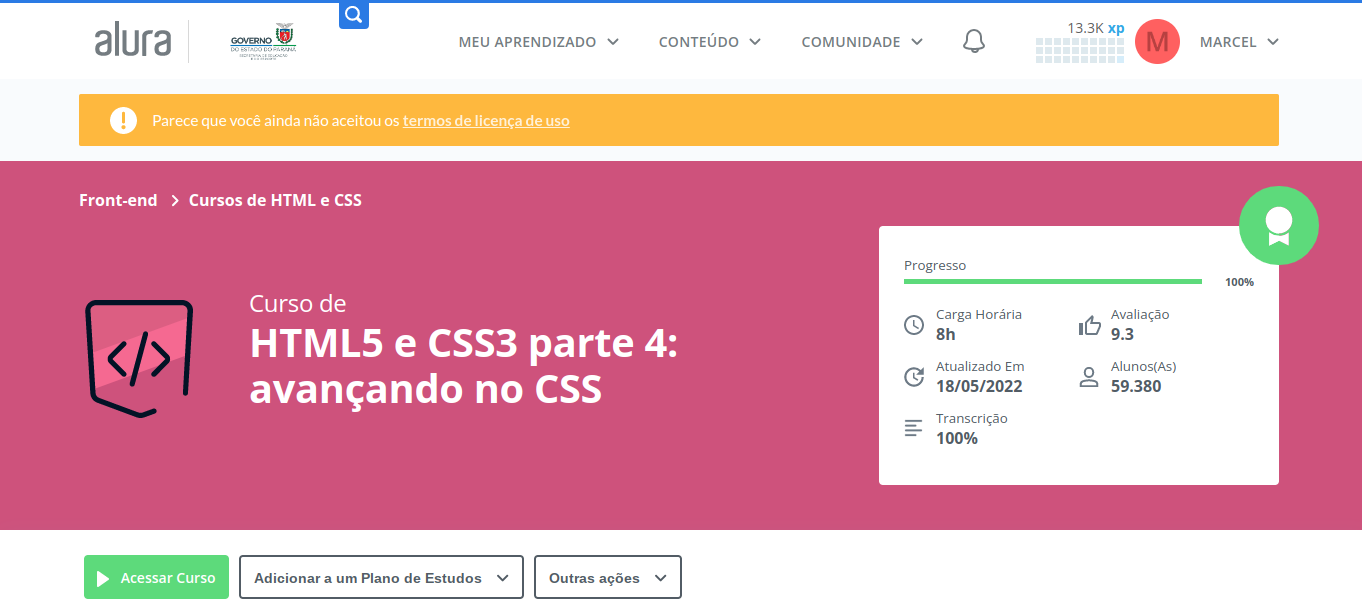 alura
GOVERNO
DO ESTADO DO PARANÁ
SECRETARIA DE EDUCAÇÃO
MEU APRENDIZADO
CONTEÚDO
COMUNIDADE
13.3K xp
M
MARCEL
Parece que você ainda não aceitou os termos de licença de uso
Front-end
Cursos de HTML e CSS
Curso de
HTML5 e CSS3 parte 4:
avançando no CSS
Progresso
100%
Carga Horária
8h
Avaliação
9.3
Atualizado Em
18/05/2022
Alunos(As)
59.380
Transcrição
100%
Acessar Curso
Adicionar a um Plano de Estudos
Outras ações